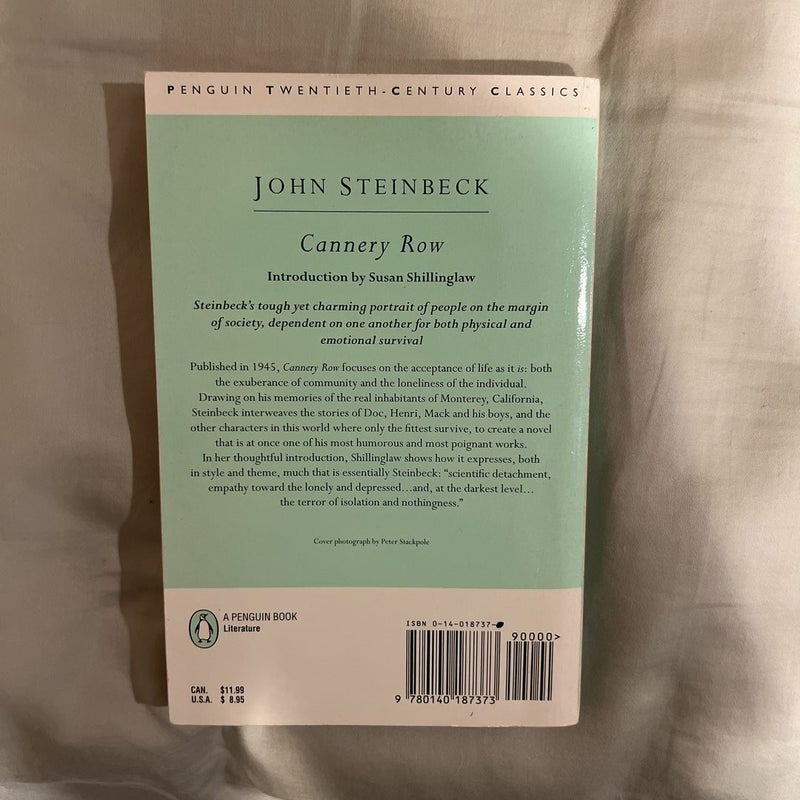 PENGUIN TWENTIETH-CENTURY CLASSICS
JOHN STEINBECK
Cannery Row
Introduction by Susan Shillinglaw
Steinbeck's tough yet charming portrait of people on the margin
of society, dependent on one another for both physical and
emotional survival
Published in 1945, Cannery Row focuses on the acceptance of life as it is: both
the exuberance of community and the loneliness of the individual.
Drawing on his memories of the real inhabitants of Monterey, California,
Steinbeck interweaves the stories of Doc, Henri, Mack and his boys, and the
other characters in this world where only the fittest survive, to create a novel
that is at once one of his most humorous and most poignant works.
In her thoughtful introduction, Shillinglaw shows how it expresses, both
in style and theme, much that is essentially Steinbeck: “scientific detachment,
empathy toward the lonely and depressed...and, at the darkest level...
the terror of isolation and nothingness.”
Cover photograph by Peter Stackpole
A PENGUIN BOOK
Literature
CAN. $11.99
U.S.A. $ 8.95
ISBN 0-14-018737-
90000>
9 780140 187373